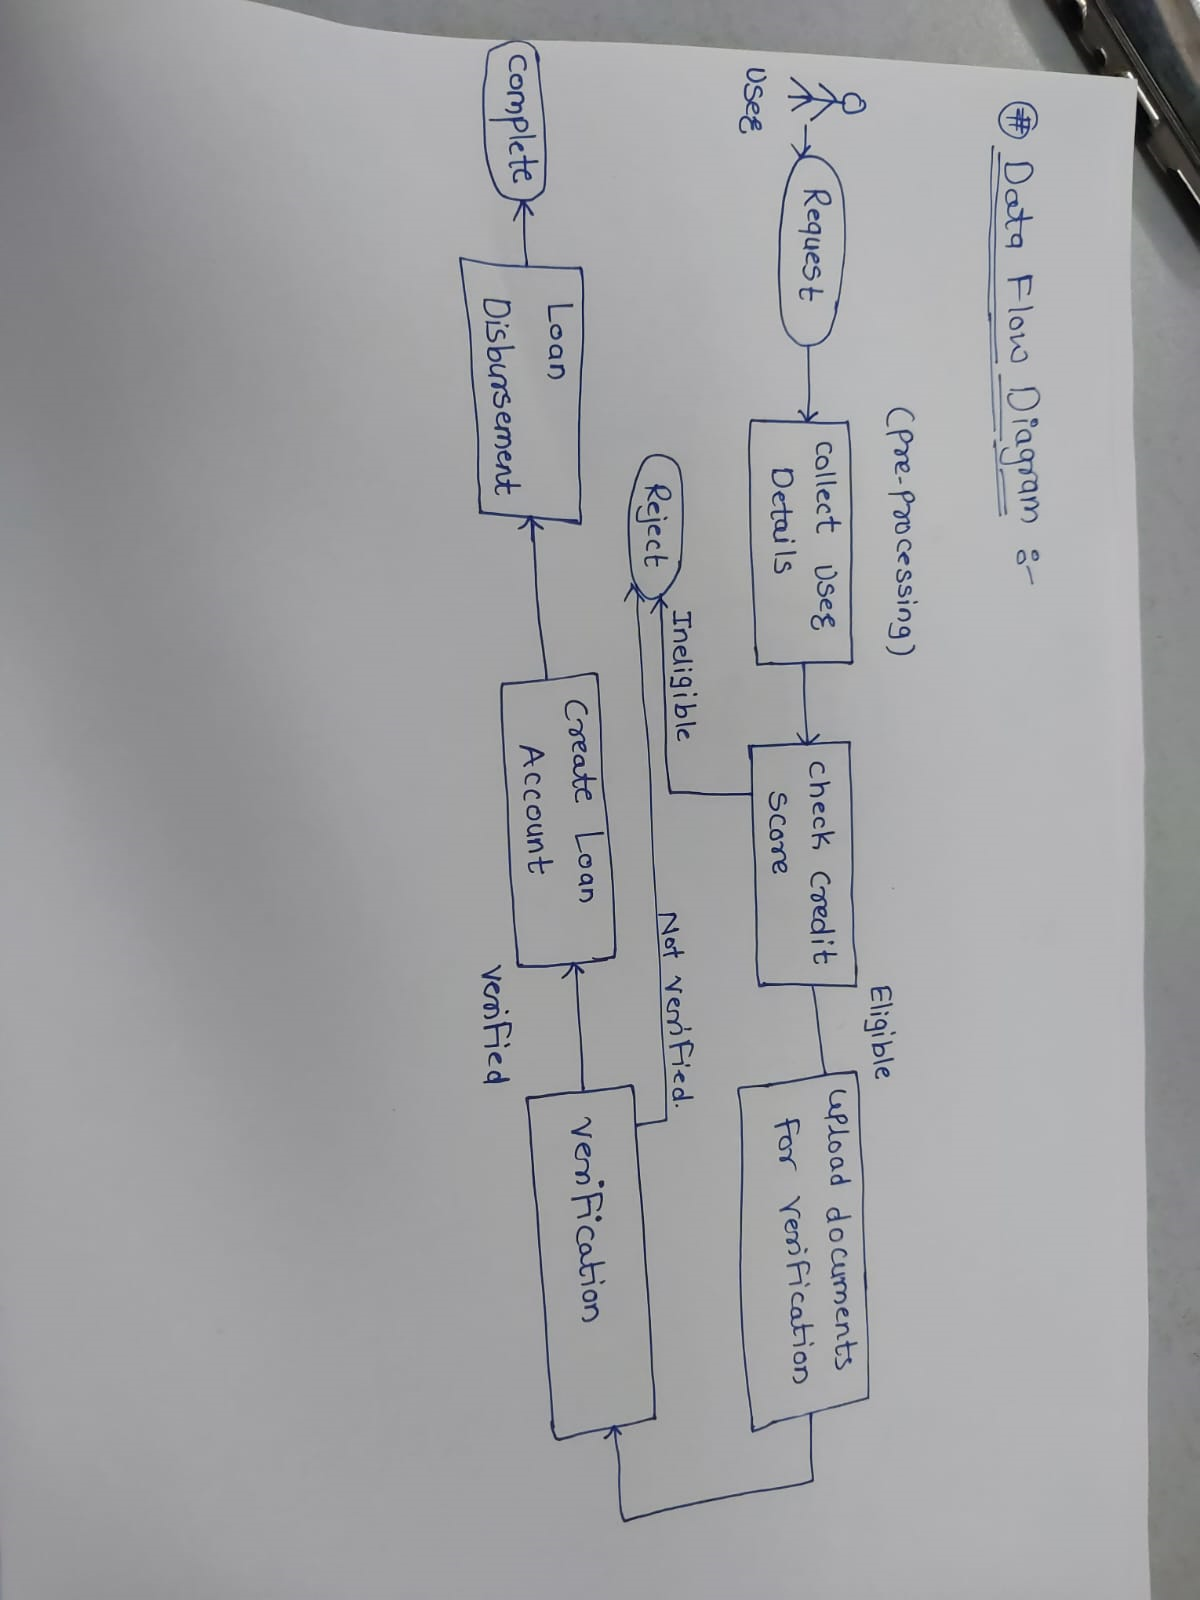 # Data Flow Diagram :-
(Pre-Processing)
User
Request
Collect User
Details
Check Credit
Score
Eligible
Upload documents
For Verification
Ineligible
Reject
Not verified.
Verification
Verified
Create Loan
Account
Loan
Disbursement
Complete